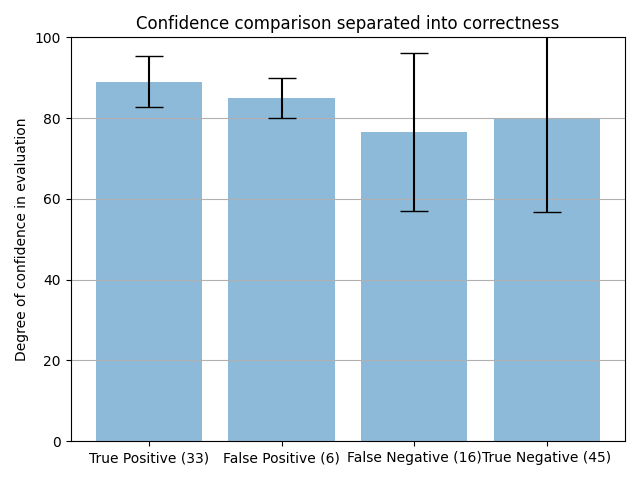 Confidence comparison separated into correctness
Degree of confidence in evaluation
100
80
60
40
20
0
True Positive (33)
False Positive (6)
False Negative (16)
True Negative (45)